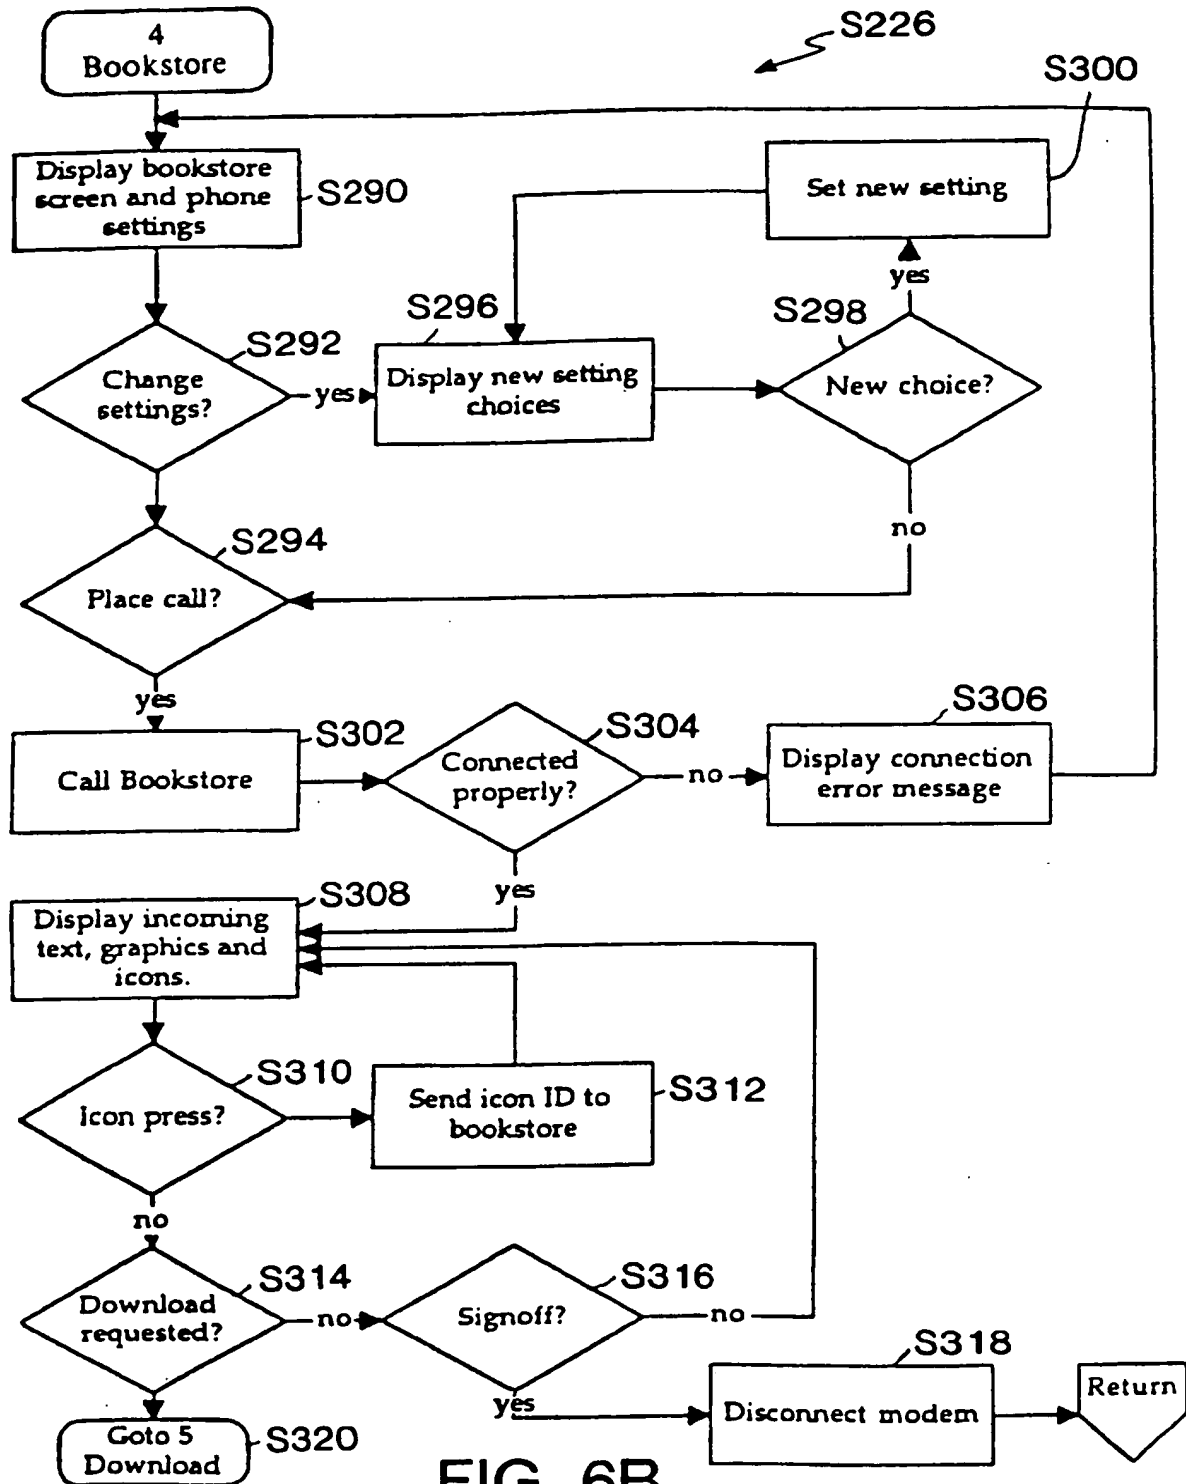 4
Bookstore
S226
S300
Display bookstore
screen and phone
settings
S290
Set new setting
yes
S296
S298
S292
Change
settings?
yes
Display new setting
choices
New choice?
no
S294
Place call?
yes
S302
Call Bookstore
S304
Connected
properly?
no
S306
Display connection
error message
yes
S308
Display incoming
text, graphics and
icons.
S310
Icon press?
Send icon ID to
bookstore
S312
no
S314
Download
requested?
no
S316
Signoff?
no
yes
S318
Disconnect modem
Return
Goto 5
Download
S320
FIG. 6B